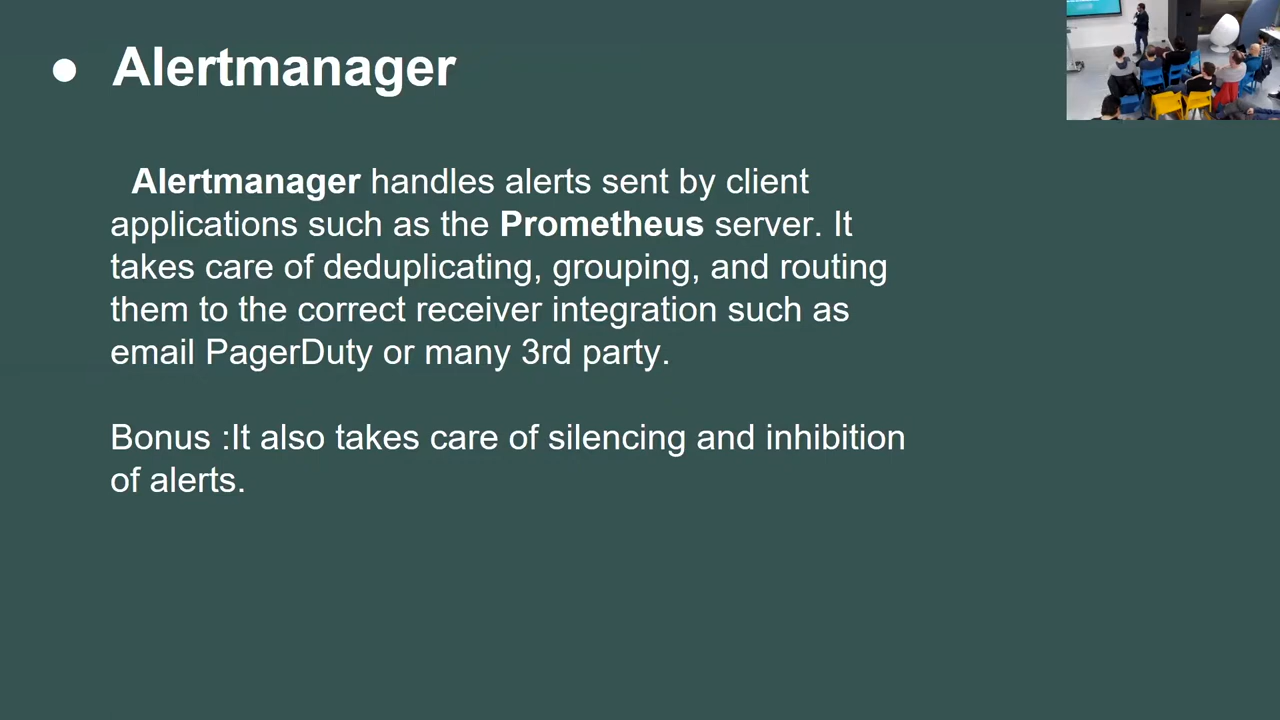 ● Alertmanager
Alertmanager handles alerts sent by client
applications such as the Prometheus server. It
takes care of deduplicating, grouping, and routing
them to the correct receiver integration such as
email PagerDuty or many 3rd party.
Bonus :It also takes care of silencing and inhibition
of alerts.